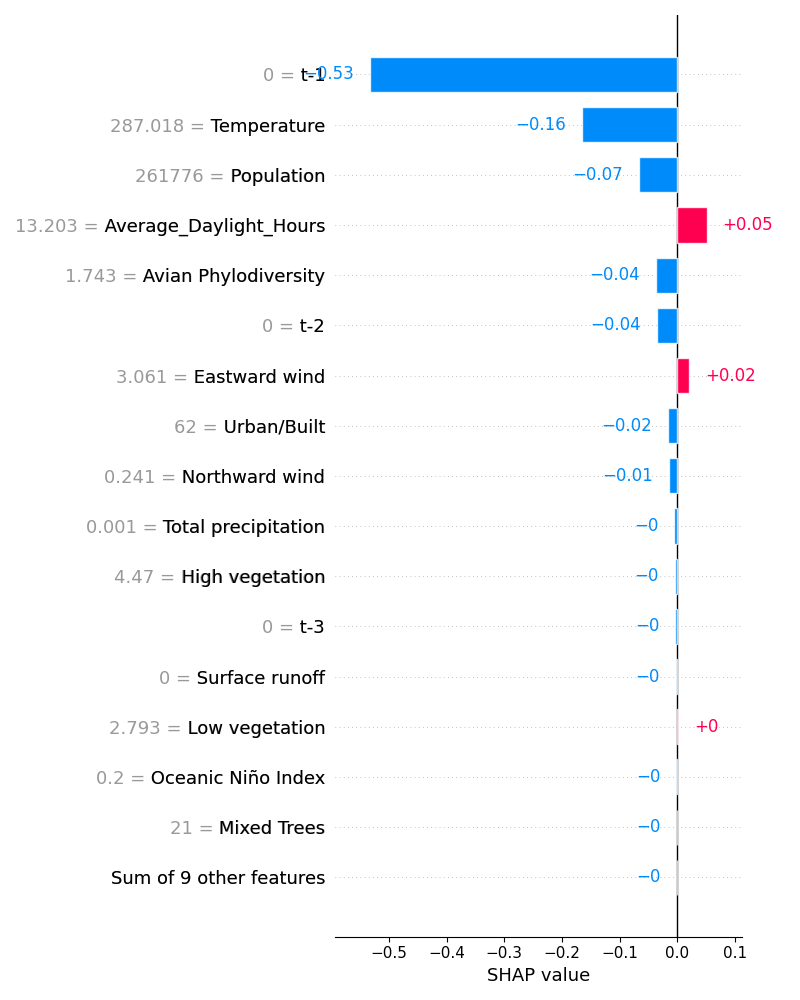 0 = t-1 −0.53
287.018 = Temperature −0.16
261776 = Population −0.07
13.203 = Average_Daylight_Hours +0.05
1.743 = Avian Phylodiversity −0.04
0 = t-2 −0.04
3.061 = Eastward wind +0.02
62 = Urban/Built −0.02
0.241 = Northward wind −0.01
0.001 = Total precipitation −0
4.47 = High vegetation −0
0 = t-3 −0
0 = Surface runoff −0
2.793 = Low vegetation +0
0.2 = Oceanic Niño Index −0
21 = Mixed Trees −0
Sum of 9 other features −0
−0.5 −0.4 −0.3 −0.2 −0.1 0.0 0.1
SHAP value